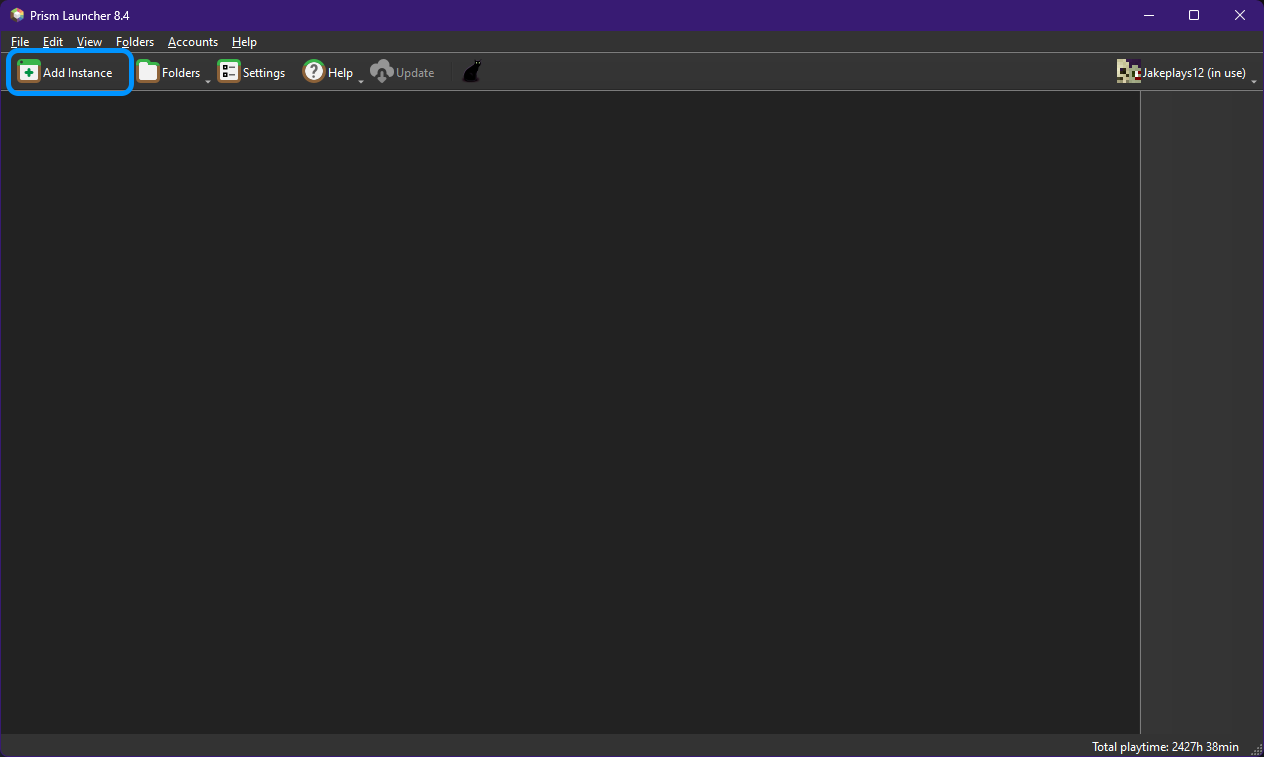 Prism Launcher 8.4
File Edit View Folders Accounts Help
Add Instance Folders Settings Help Update Jakeplays12 (in use)
Total playtime: 2427h 38min